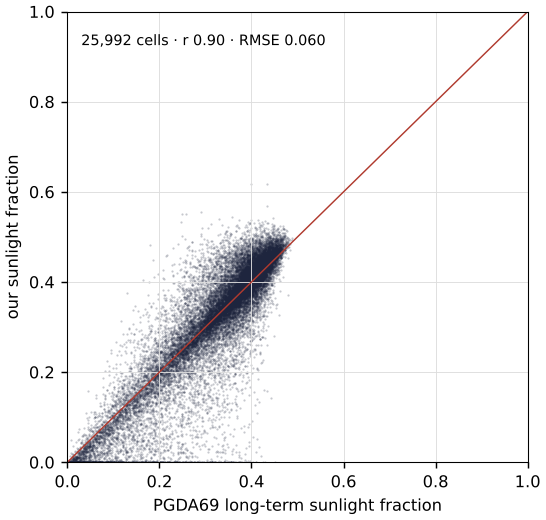 25,992 cells · r 0.90 · RMSE 0.060
1.0
0.8
0.6
0.4
0.2
0.0
our sunlight fraction
0.0 0.2 0.4 0.6 0.8 1.0
PGDA69 long-term sunlight fraction